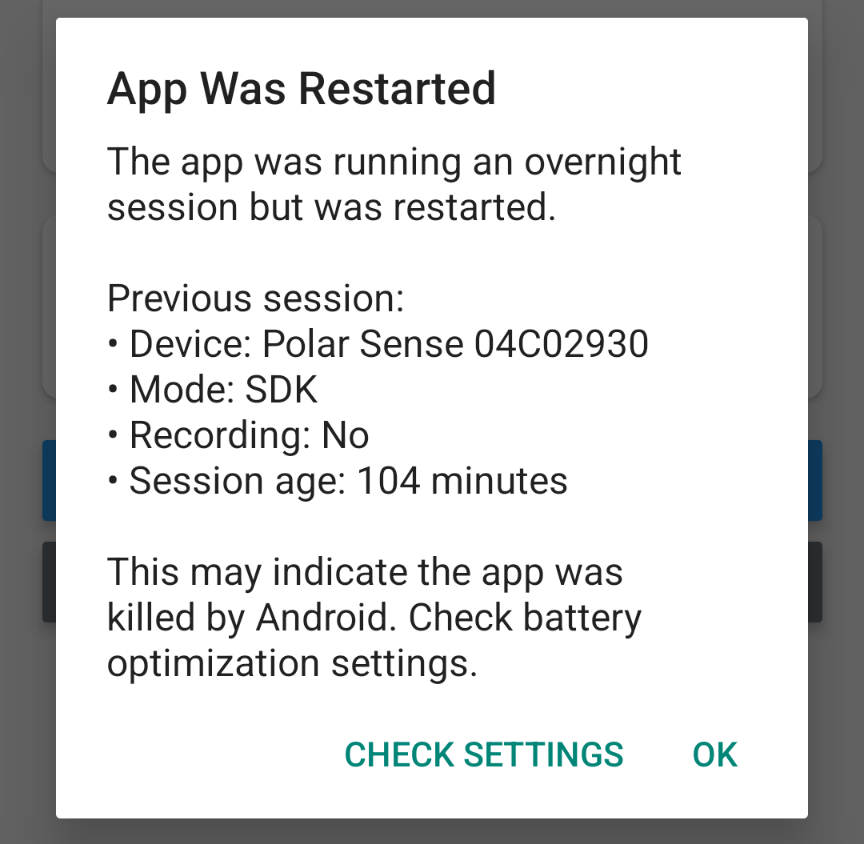 App Was Restarted
The app was running an overnight
session but was restarted.
Previous session:
• Device: Polar Sense 04C02930
• Mode: SDK
• Recording: No
• Session age: 104 minutes
This may indicate the app was
killed by Android. Check battery
optimization settings.
CHECK SETTINGS OK